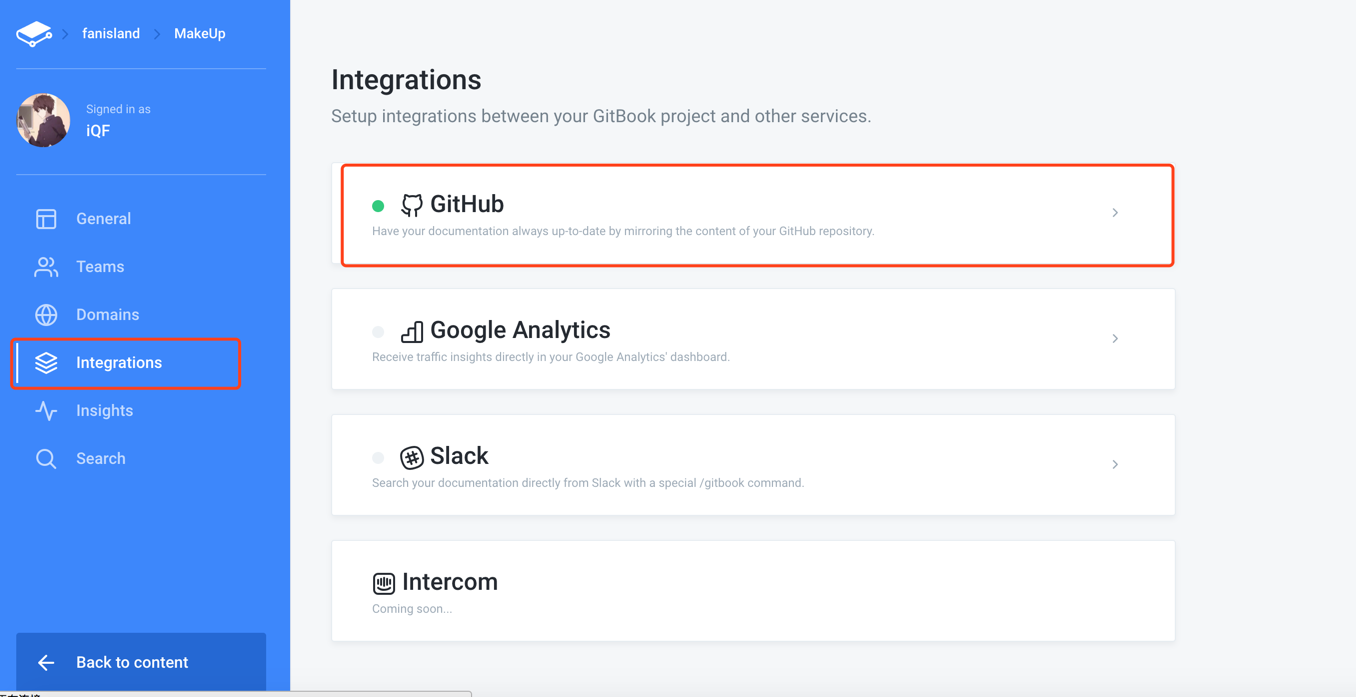 fanisland
MakeUp
Signed in as
iQF
General
Teams
Domains
Integrations
Insights
Search
Back to content
Integrations
Setup integrations between your GitBook project and other services.
GitHub
Have your documentation always up-to-date by mirroring the content of your GitHub repository.
Google Analytics
Receive traffic insights directly in your Google Analytics' dashboard.
Slack
Search your documentation directly from Slack with a special /gitbook command.
Intercom
Coming soon...